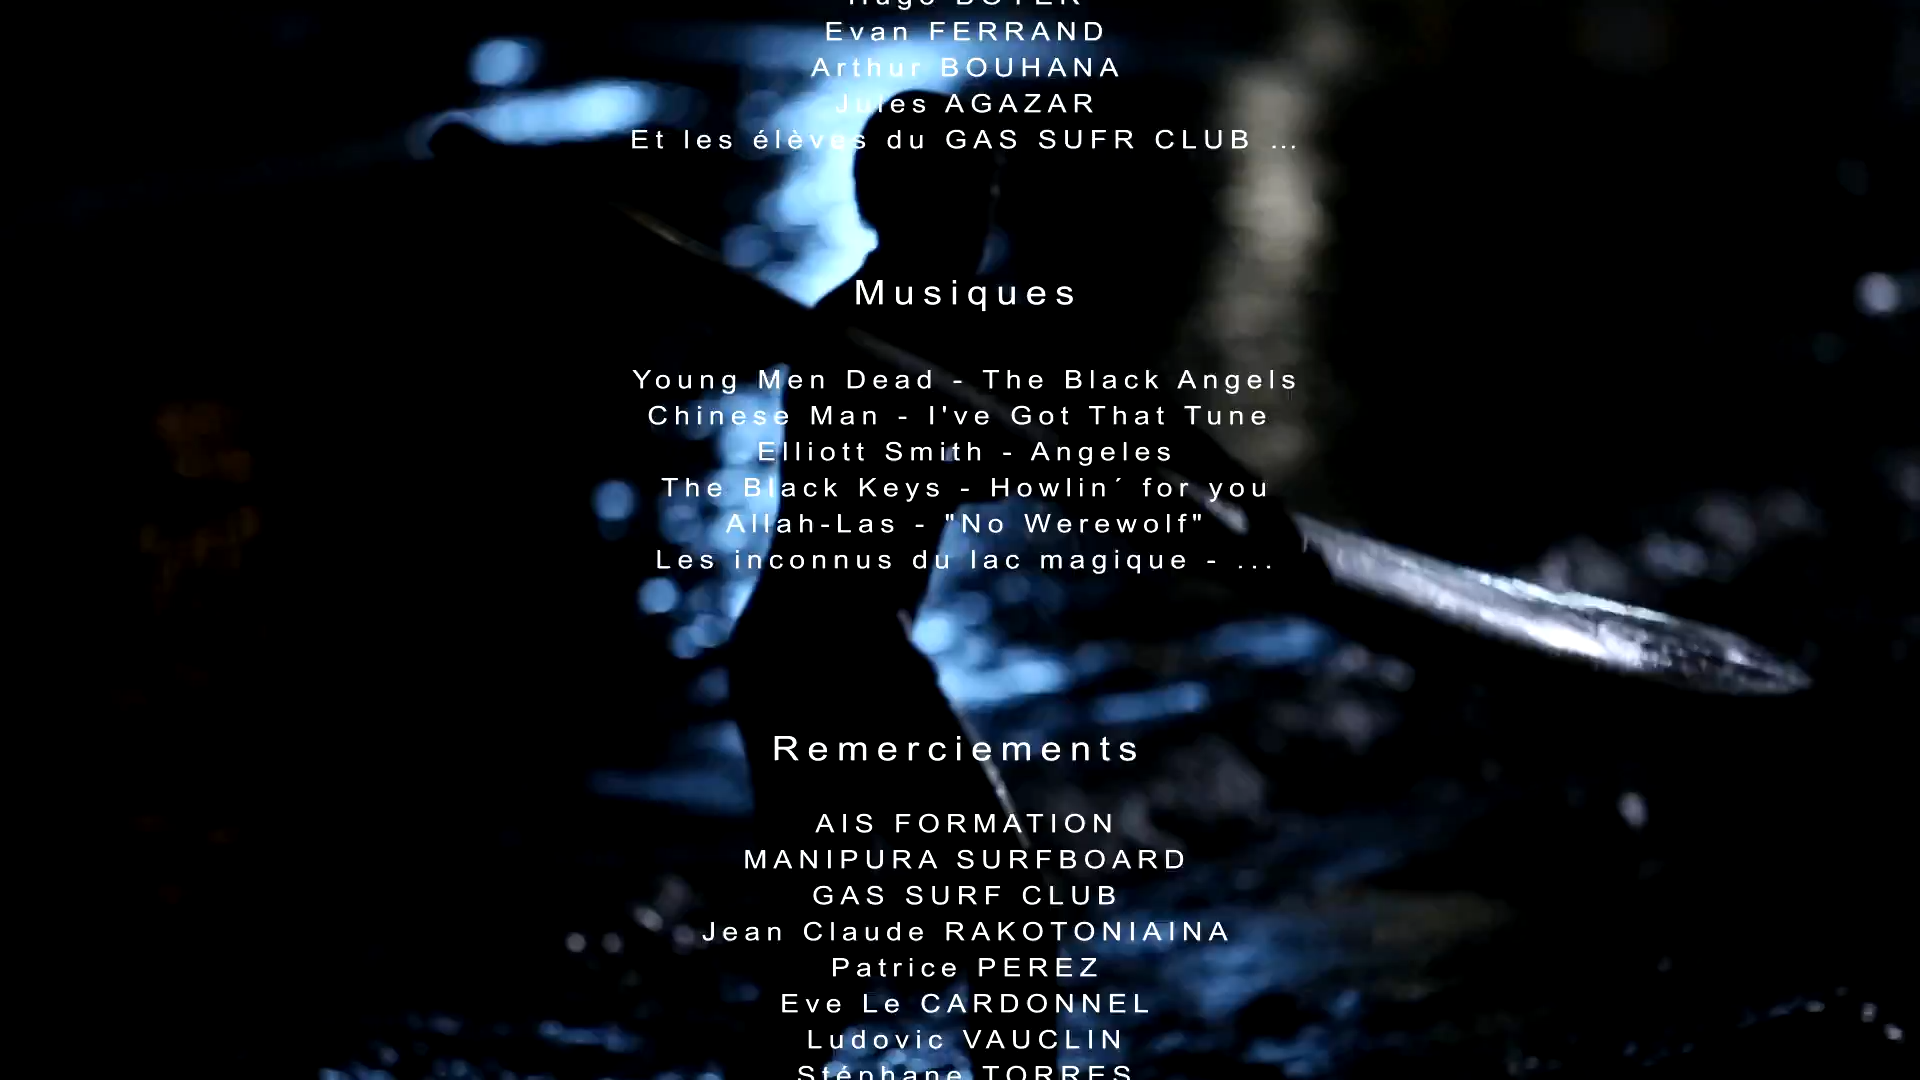 Hugo BOYER
Evan FERRAND
Arthur BOUHANA
Jules AGAZAR
Et les élèves du GAS SUFR CLUB ...
Musiques
Young Men Dead - The Black Angels
Chinese Man - I've Got That Tune
Elliott Smith - Angeles
The Black Keys - Howlin´ for you
Allah-Las - "No Werewolf"
Les inconnus du lac magique - ...
Remerciements
AIS FORMATION
MANIPURA SURFBOARD
GAS SURF CLUB
Jean Claude RAKOTONIAINA
Patrice PEREZ
Eve Le CARDONNEL
Ludovic VAUCLIN
Stéphane TORRES